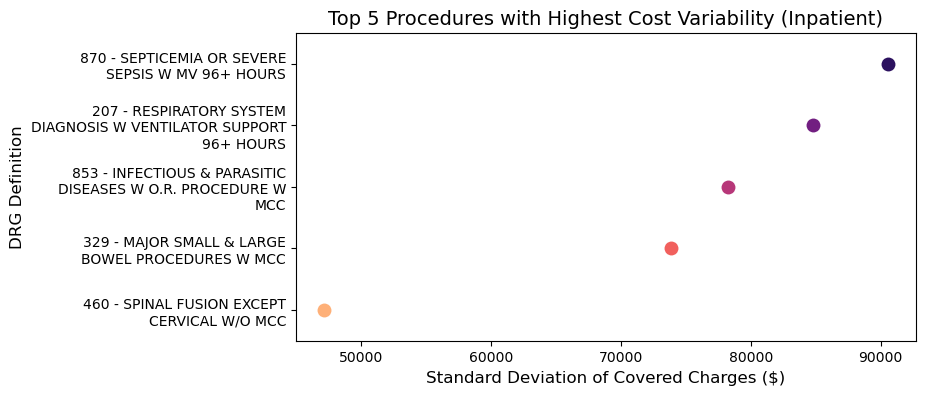 Top 5 Procedures with Highest Cost Variability (Inpatient)
DRG Definition
870 - SEPTICEMIA OR SEVERE
SEPSIS W MV 96+ HOURS
207 - RESPIRATORY SYSTEM
DIAGNOSIS W VENTILATOR SUPPORT
96+ HOURS
853 - INFECTIOUS & PARASITIC
DISEASES W O.R. PROCEDURE W
MCC
329 - MAJOR SMALL & LARGE
BOWEL PROCEDURES W MCC
460 - SPINAL FUSION EXCEPT
CERVICAL W/O MCC
50000 60000 70000 80000 90000
Standard Deviation of Covered Charges ($)